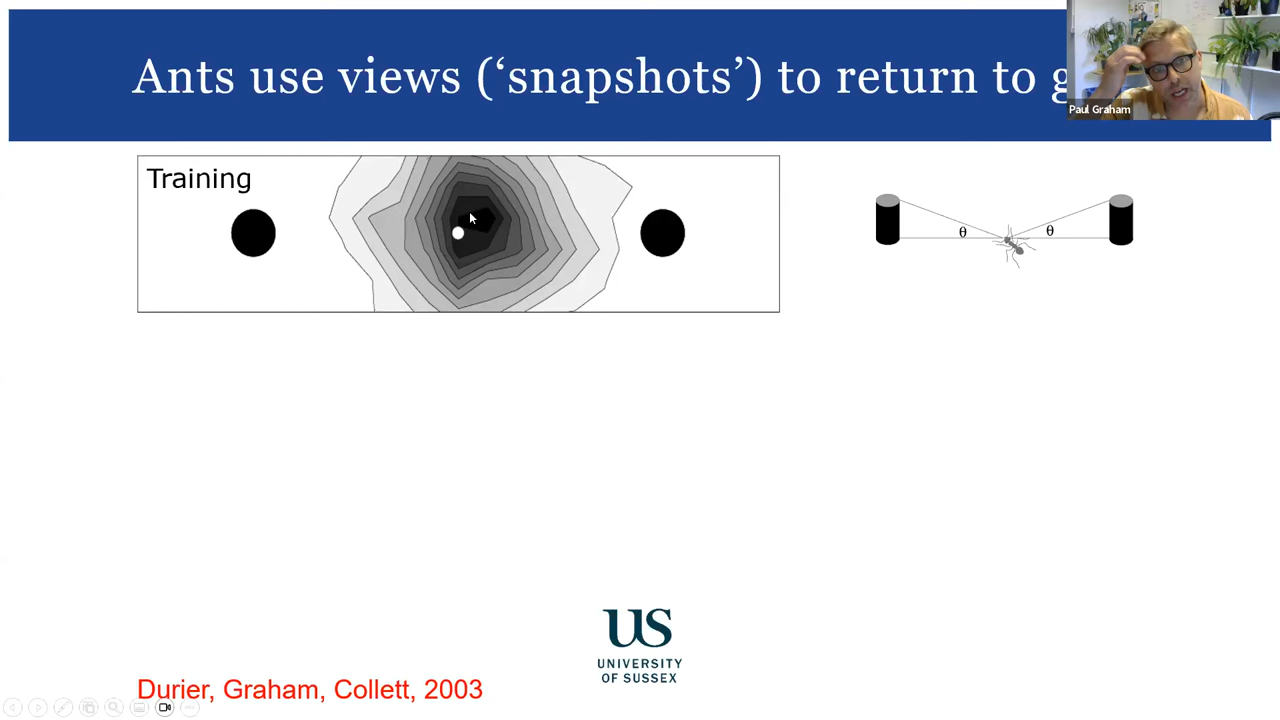 Ants use views (‘snapshots’) to return to g
Paul Graham
Training
θ
θ
US
UNIVERSITY
OF SUSSEX
Durier, Graham, Collett, 2003